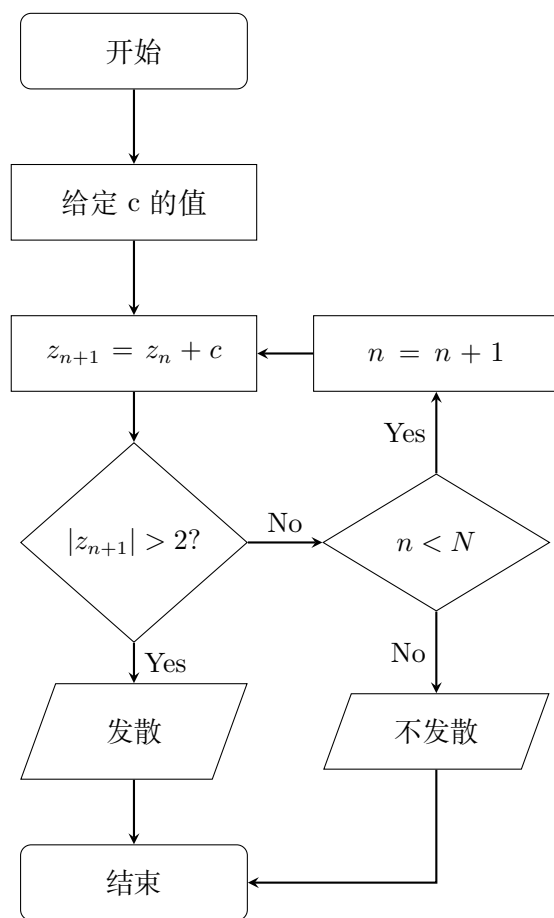 开始
给定 c 的值
z_{n+1} = z_n + c
n = n + 1
Yes
|z_{n+1}| > 2?
No
n < N
Yes
No
发散
不发散
结束